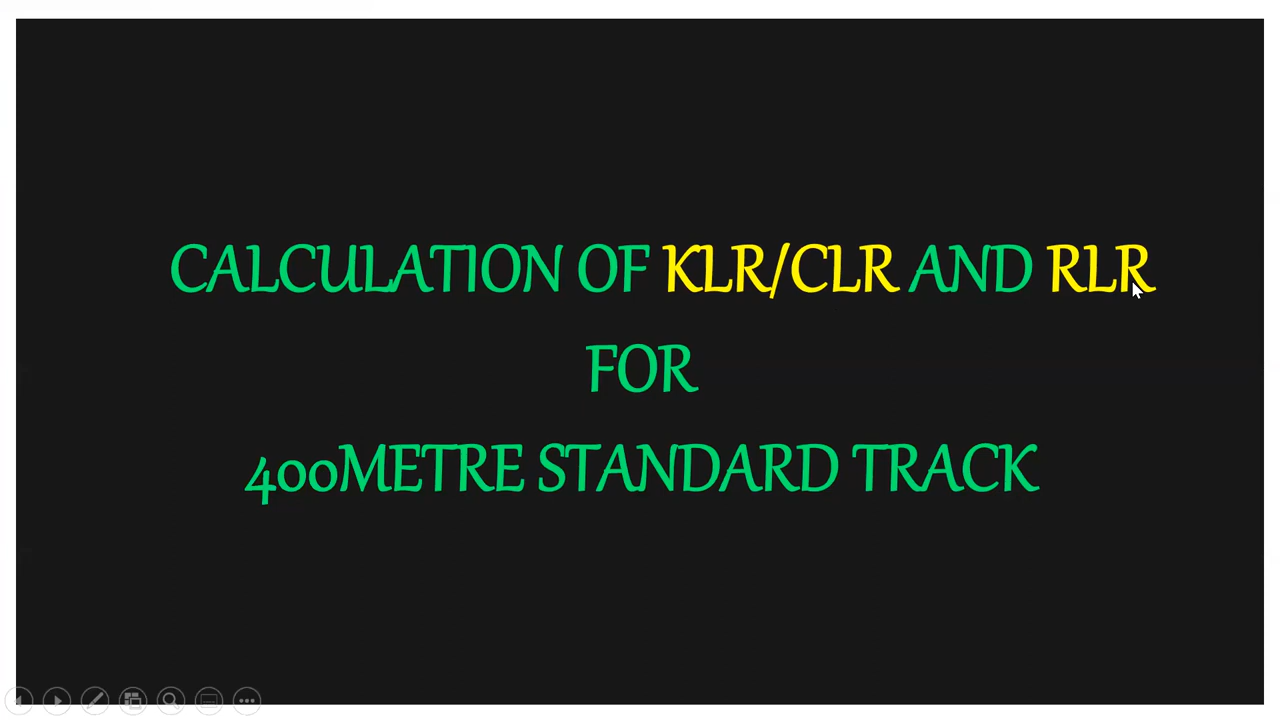 CALCULATION OF KLR/CLR AND RLR
FOR
400METRE STANDARD TRACK